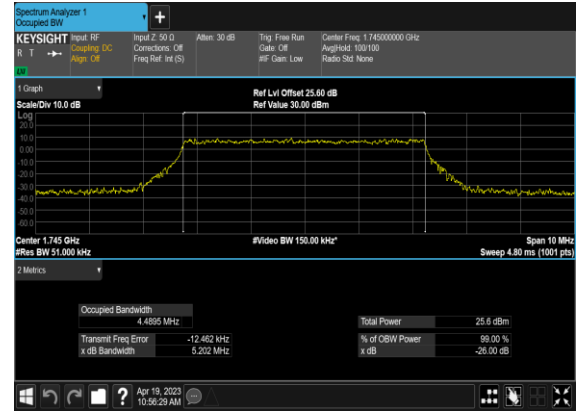 Spectrum Analyzer 1
Occupied BW
+
KEYSIGHT Input: RF Input Z: 50 Ω Atten: 30 dB Trig: Free Run Center Freq: 1.745000000 GHz
R T Coupling: DC Corrections: Off Gate: Off Avg|Hold: 100/100
Align: Off Freq Ref: Int (S) #IF Gain: Low Radio Std: None
LU
1 Graph
Ref Lvl Offset 25.60 dB
Scale/Div 10.0 dB Ref Value 30.00 dBm
Log
20.0
10.0
0.00
-10.0
-20.0
-30.0
-40.0
-50.0
-60.0
Center 1.745 GHz #Video BW 150.00 kHz* Span 10 MHz
#Res BW 51.000 kHz Sweep 4.80 ms (1001 pts)
2 Metrics
Occupied Bandwidth
4.4895 MHz Total Power 25.6 dBm
Transmit Freq Error -12.462 kHz % of OBW Power 99.00 %
x dB Bandwidth 5.202 MHz x dB -26.00 dB
? Apr 19, 2023
10:56:29 AM